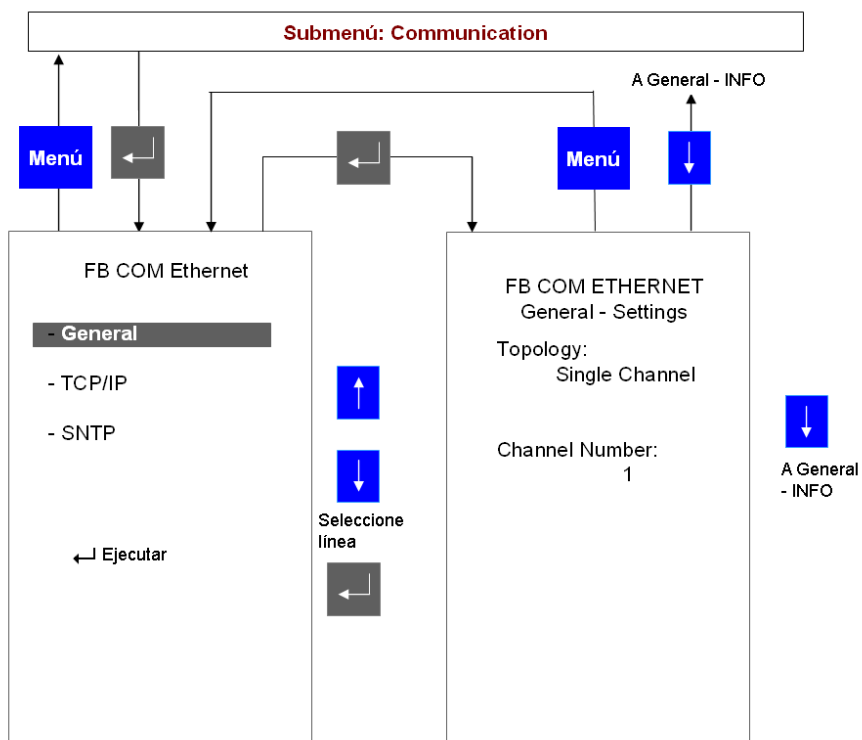 Submenú: Communication
A General - INFO
Menú
Menú
FB COM Ethernet
- General
- TCP/IP
- SNTP
↵ Ejecutar
Seleccione
línea
FB COM ETHERNET
General - Settings
Topology:
Single Channel
Channel Number:
1
A General
- INFO